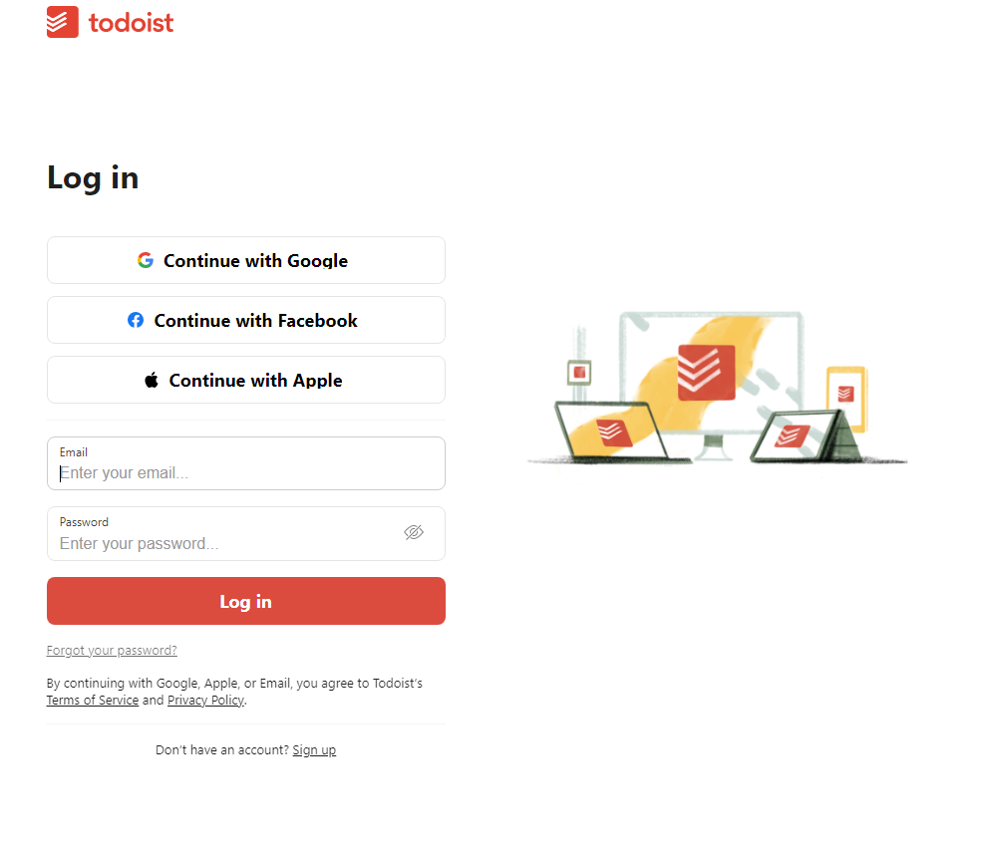 todoist
Log in
Continue with Google
Continue with Facebook
Continue with Apple
Email
Enter your email...
Password
Enter your password...
Log in
Forgot your password?
By continuing with Google, Apple, or Email, you agree to Todoist's
Terms of Service and Privacy Policy.
Don't have an account? Sign up